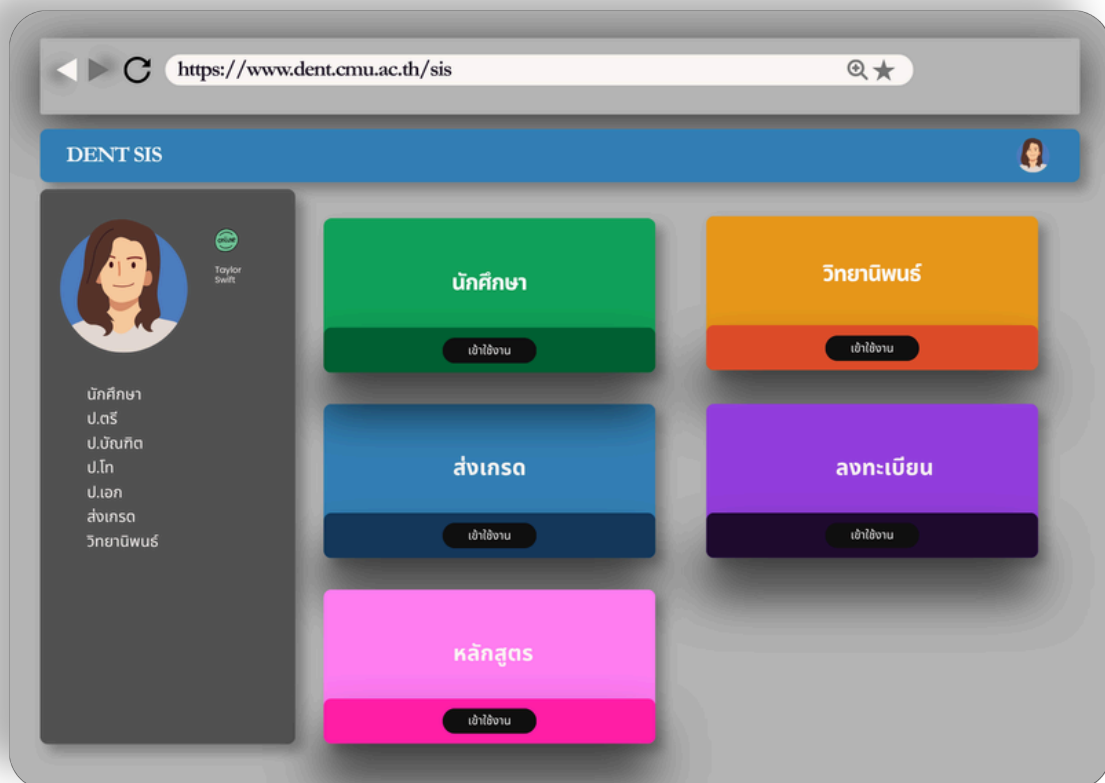 https://www.dent.cmu.ac.th/sis
DENT SIS
online
Taylor
Swift
นักศึกษา
ป.ตรี
ป.บัณฑิต
ป.โท
ป.เอก
ส่งเกรด
วิทยานิพนธ์
นักศึกษา
เข้าใช้งาน
วิทยานิพนธ์
เข้าใช้งาน
ส่งเกรด
เข้าใช้งาน
ลงทะเบียน
เข้าใช้งาน
หลักสูตร
เข้าใช้งาน